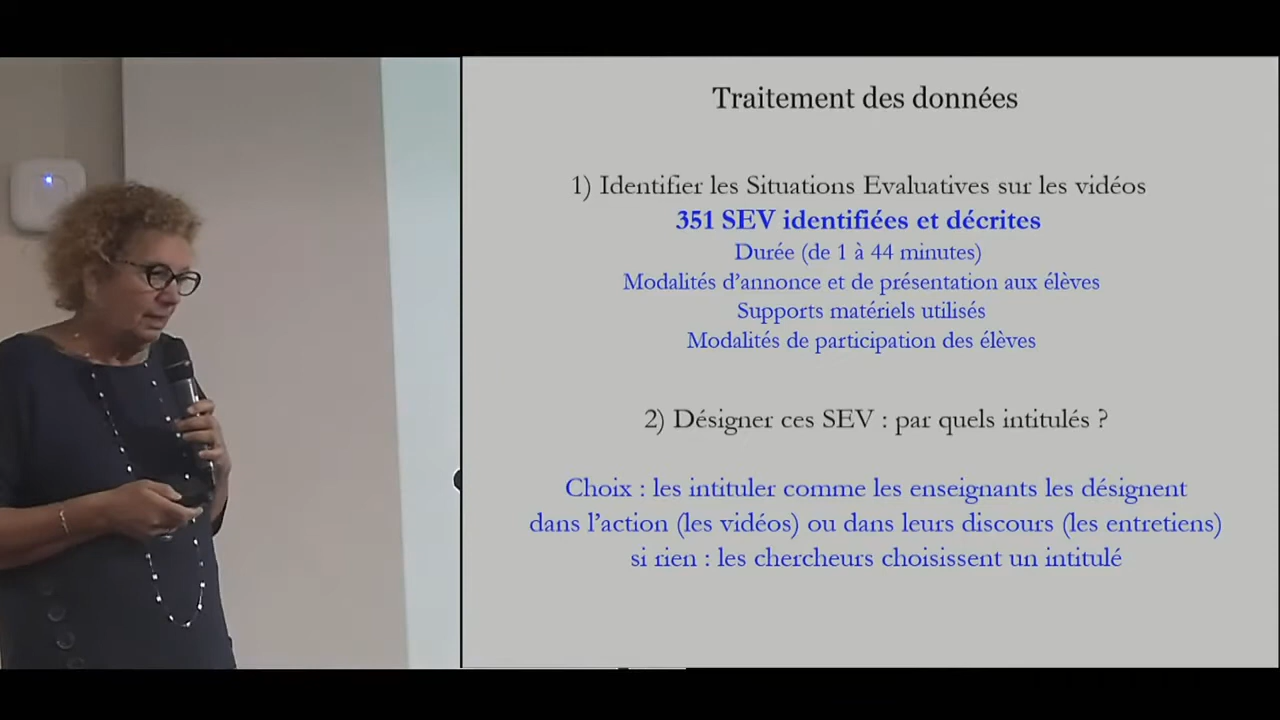 Traitement des données
1) Identifier les Situations Evaluatives sur les vidéos
351 SEV identifiées et décrites
Durée (de 1 à 44 minutes)
Modalités d’annonce et de présentation aux élèves
Supports matériels utilisés
Modalités de participation des élèves
2) Désigner ces SEV : par quels intitulés ?
Choix : les intituler comme les enseignants les désignent
dans l’action (les vidéos) ou dans leurs discours (les entretiens)
si rien : les chercheurs choisissent un intitulé